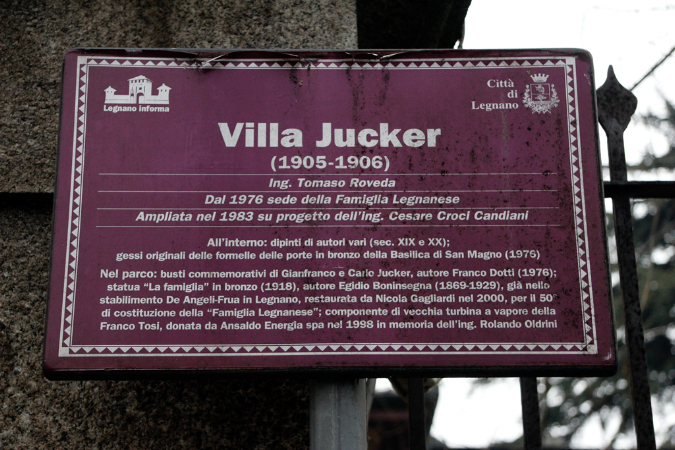 Legnano informa
Città
di
Legnano
Villa Jucker
(1905-1906)
Ing. Tomaso Roveda
Dal 1976 sede della Famiglia Legnanese
Ampliata nel 1983 su progetto dell'ing. Cesare Croci Candiani
All'interno: dipinti di autori vari (sec. XIX e XX);
gessi originali delle formelle delle porte in bronzo della Basilica di San Magno (1976)
Nel parco: busti commemorativi di Gianfranco e Carlo Jucker, autore Franco Dotti (1976);
statua "La famiglia" in bronzo (1918), autore Egidio Boninsegna (1869-1929), già nello
stabilimento De Angeli-Frua in Legnano, restaurata da Nicola Gagliardi nel 2000, per il 50°
di costituzione della "Famiglia Legnanese"; componente di vecchia turbina a vapore della
Franco Tosi, donata da Ansaldo Energia spa nel 1998 in memoria dell'ing. Rolando Oldrini